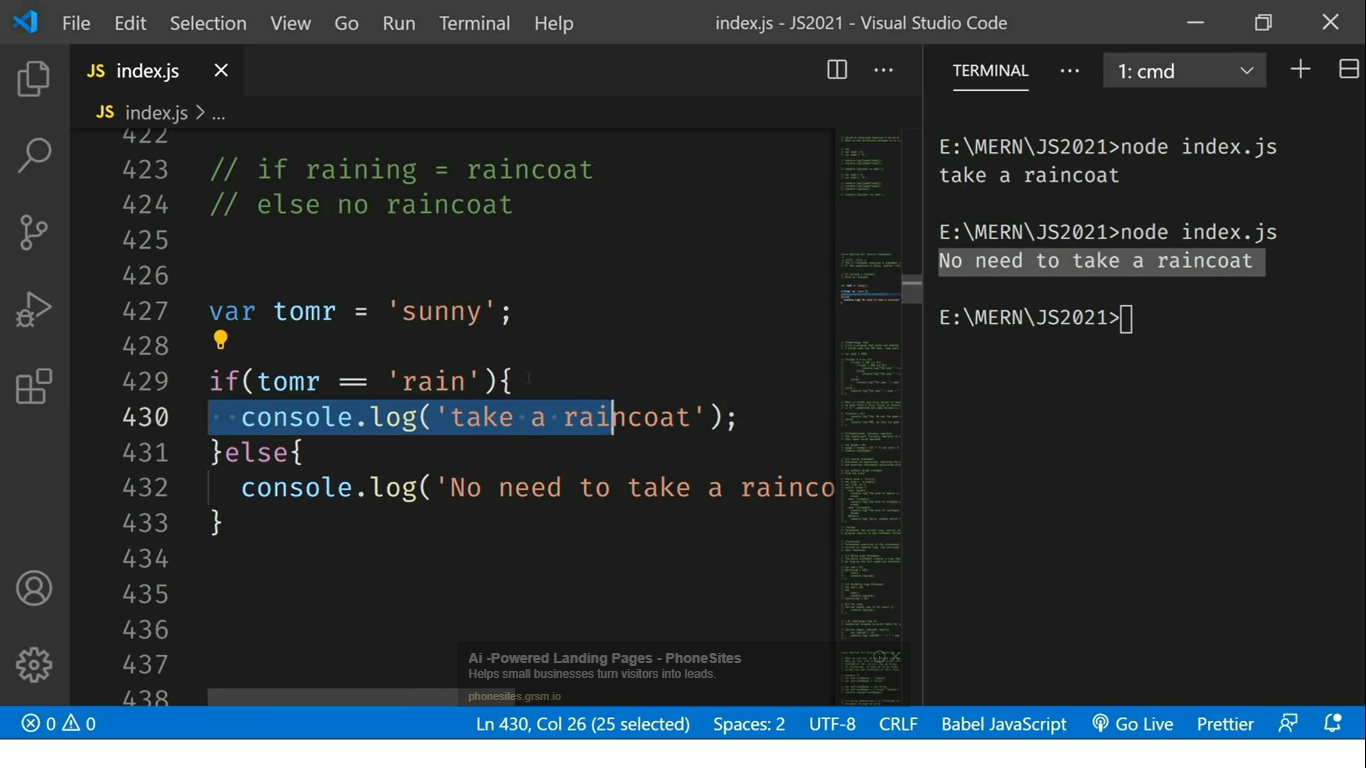 File Edit Selection View Go Run Terminal Help index.js - JS2021 - Visual Studio Code
JS index.js
JS index.js > ...
422
423 // if raining = raincoat
424 // else no raincoat
425
426
427 var tomr = 'sunny';
428
429 if(tomr == 'rain'){
430 console.log('take a raincoat');
431 }else{
432 console.log('No need to take a rainco
433 }
434
435
436
437
438
TERMINAL 1: cmd
E:\MERN\JS2021>node index.js
take a raincoat
E:\MERN\JS2021>node index.js
No need to take a raincoat
E:\MERN\JS2021>
Ai -Powered Landing Pages - PhoneSites
Helps small businesses turn visitors into leads.
phonesites.grsm.io
0 0 Ln 430, Col 26 (25 selected) Spaces: 2 UTF-8 CRLF Babel JavaScript Go Live Prettier